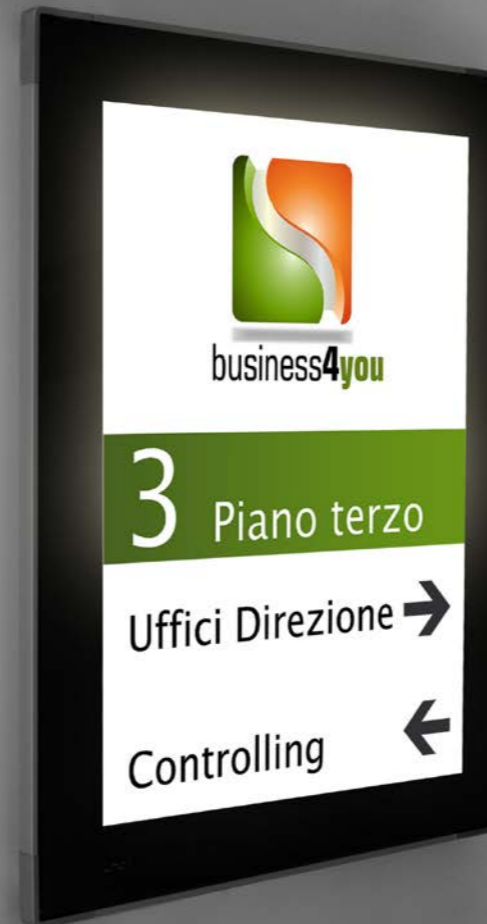 business4you
3 Piano terzo
Uffici Direzione →
Controlling ←